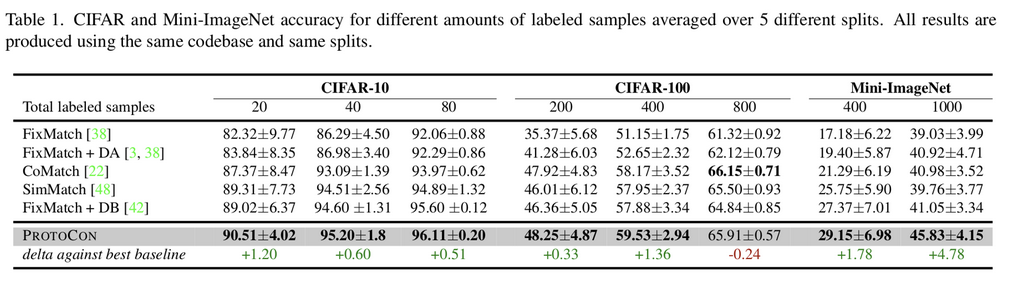 Table 1. CIFAR and Mini-ImageNet accuracy for different amounts of labeled samples averaged over 5 different splits. All results are
produced using the same codebase and same splits.
CIFAR-10 CIFAR-100 Mini-ImageNet
Total labeled samples 20 40 80 200 400 800 400 1000
FixMatch [38] 82.32±9.77 86.29±4.50 92.06±0.88 35.37±5.68 51.15±1.75 61.32±0.92 17.18±6.22 39.03±3.99
FixMatch + DA [3, 38] 83.84±8.35 86.98±3.40 92.29±0.86 41.28±6.03 52.65±2.32 62.12±0.79 19.40±5.87 40.92±4.71
CoMatch [22] 87.37±8.47 93.09±1.39 93.97±0.62 47.92±4.83 58.17±3.52 66.15±0.71 21.29±6.19 40.98±3.52
SimMatch [48] 89.31±7.73 94.51±2.56 94.89±1.32 46.01±6.12 57.95±2.37 65.50±0.93 25.75±5.90 39.76±3.77
FixMatch + DB [42] 89.02±6.37 94.60 ±1.31 95.60 ±0.12 46.36±5.05 57.88±3.34 64.84±0.85 27.37±7.01 41.05±3.34
PROTOCON 90.51±4.02 95.20±1.8 96.11±0.20 48.25±4.87 59.53±2.94 65.91±0.57 29.15±6.98 45.83±4.15
delta against best baseline +1.20 +0.60 +0.51 +0.33 +1.36 -0.24 +1.78 +4.78